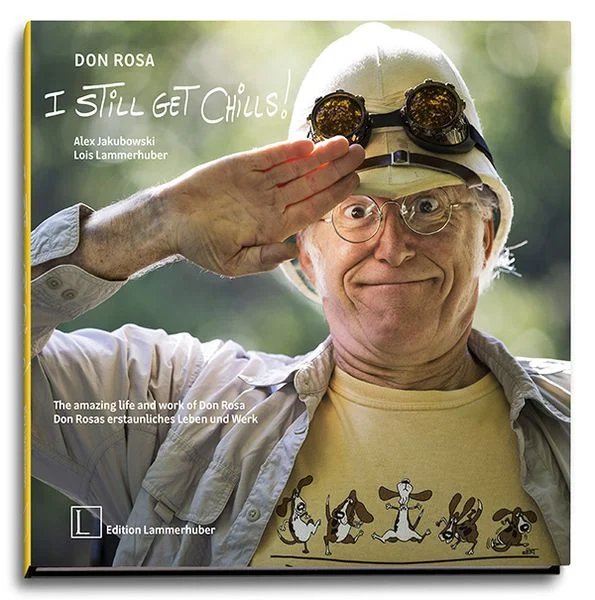 DON ROSA
I STiLL GET CHiLLS!
Alex Jakubowski
Lois Lammerhuber
The amazing life and work of Don Rosa
Don Rosas erstaunliches Leben und Werk
L
Edition Lammerhuber